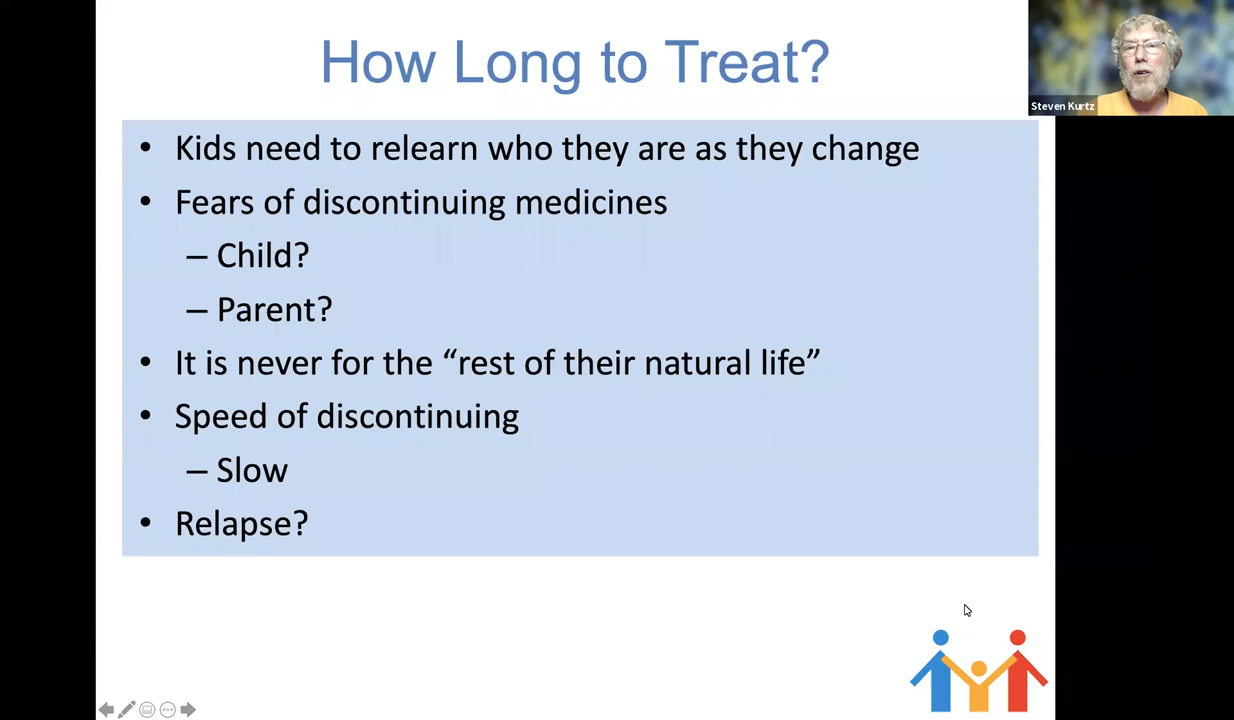 How Long to Treat?
Steven Kurtz
• Kids need to relearn who they are as they change
• Fears of discontinuing medicines
– Child?
– Parent?
• It is never for the “rest of their natural life”
• Speed of discontinuing
– Slow
• Relapse?